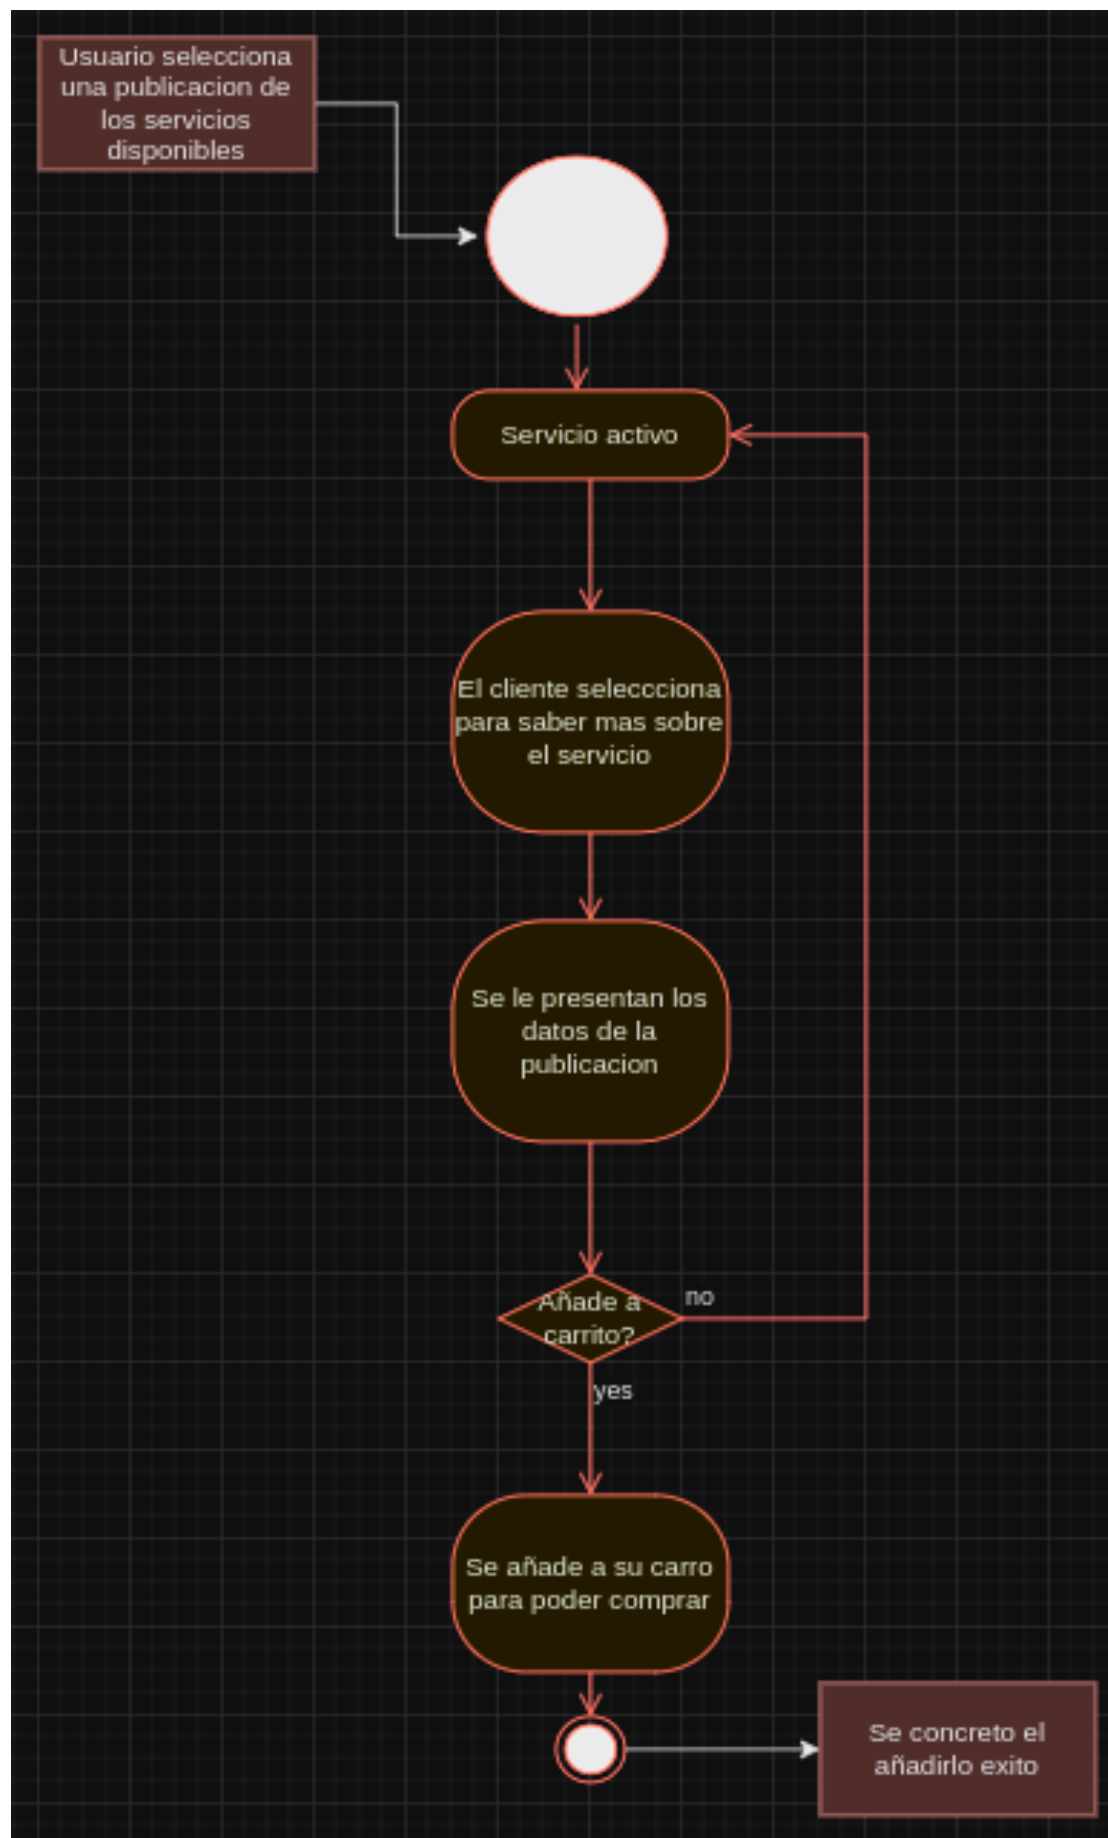 Usuario selecciona
una publicacion de
los servicios
disponibles
Servicio activo
El cliente seleccciona
para saber mas sobre
el servicio
Se le presentan los
datos de la
publicacion
Añade a
carrito?
no
yes
Se añade a su carro
para poder comprar
Se concreto el
añadirlo exito